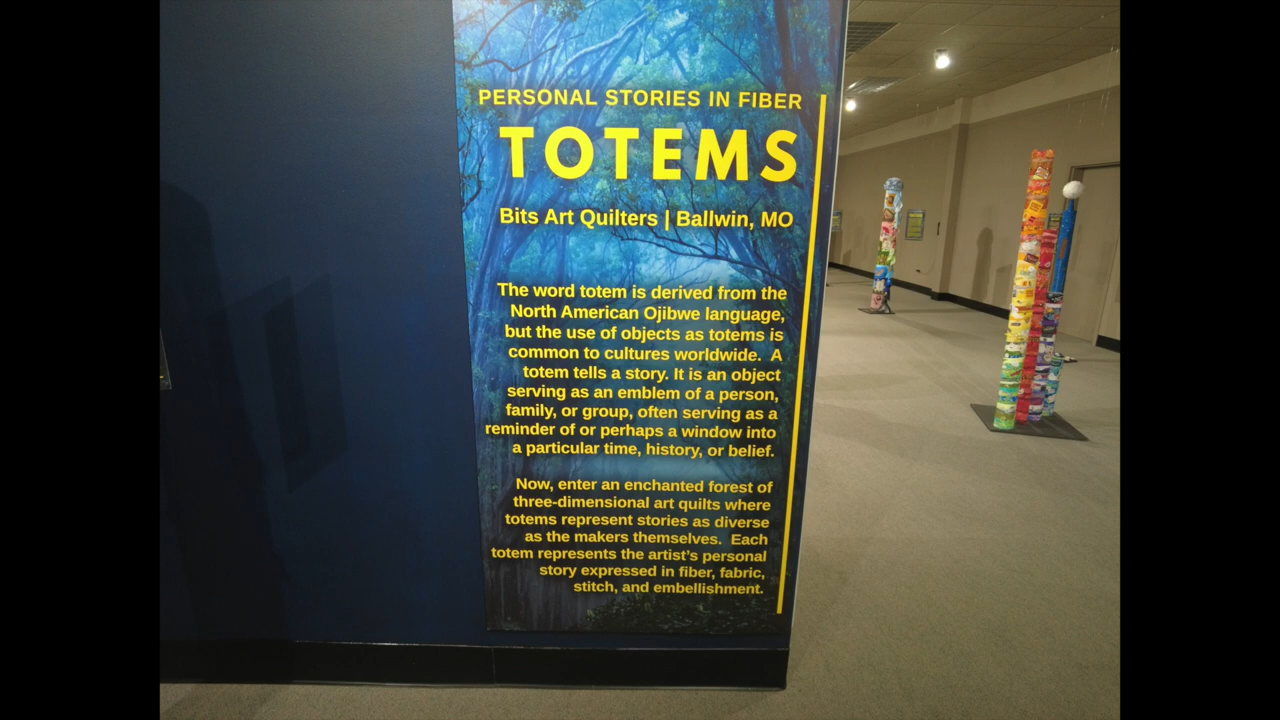 PERSONAL STORIES IN FIBER
TOTEMS
Bits Art Quilters | Ballwin, MO
The word totem is derived from the
North American Ojibwe language,
but the use of objects as totems is
common to cultures worldwide. A
totem tells a story. It is an object
serving as an emblem of a person,
family, or group, often serving as a
reminder of or perhaps a window into
a particular time, history, or belief.
Now, enter an enchanted forest of
three-dimensional art quilts where
totems represent stories as diverse
as the makers themselves. Each
totem represents the artist's personal
story expressed in fiber, fabric,
stitch, and embellishment.